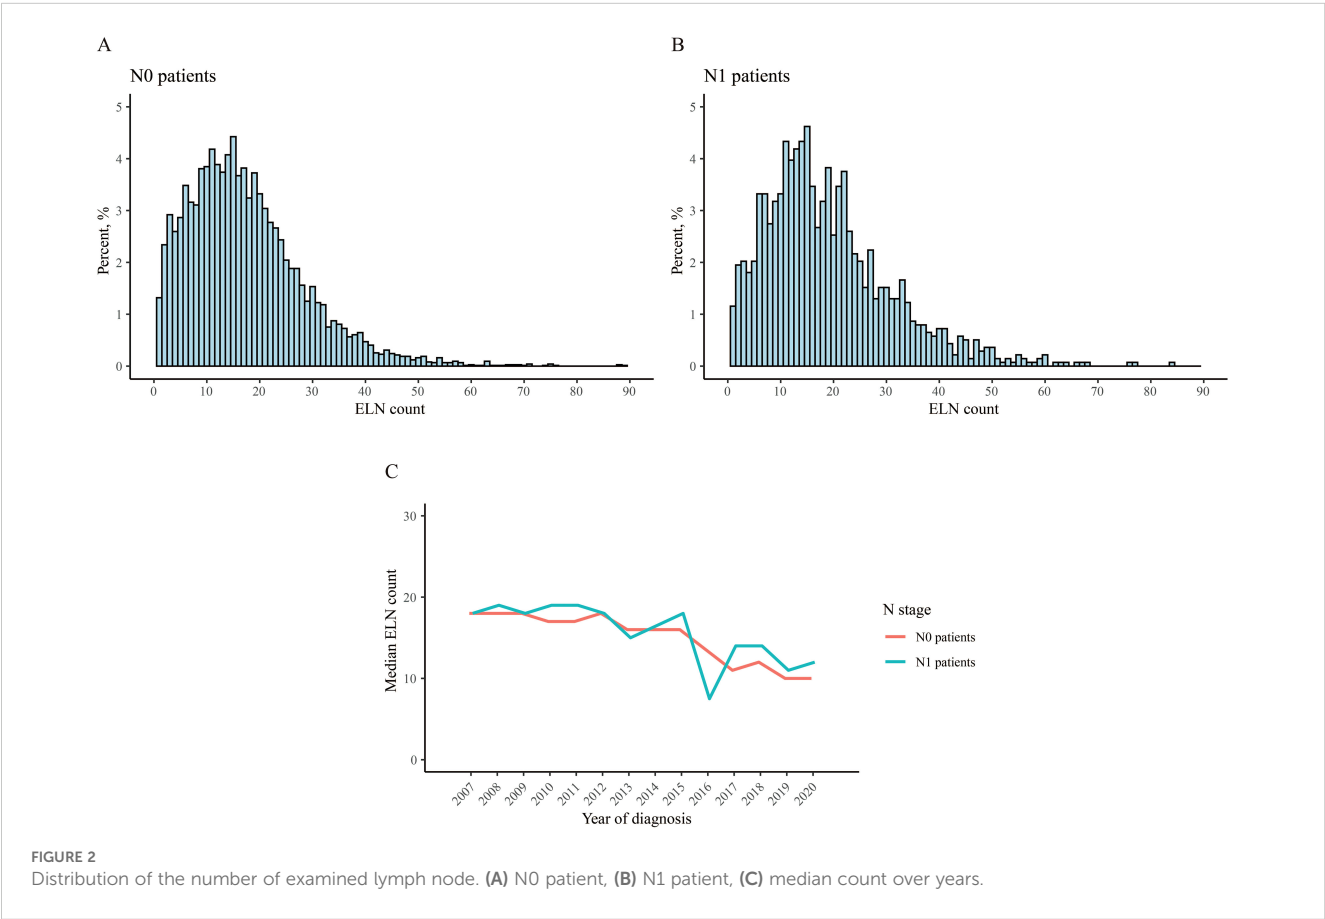 A
N0 patients
5
4
3
2
1
0
Percent, %
0 10 20 30 40 50 60 70 80 90
ELN count
B
N1 patients
5
4
3
2
1
0
Percent, %
0 10 20 30 40 50 60 70 80 90
ELN count
C
30
20
10
0
Median ELN count
2007 2008 2009 2010 2011 2012 2013 2014 2015 2016 2017 2018 2019 2020
Year of diagnosis
N stage
N0 patients
N1 patients
FIGURE 2
Distribution of the number of examined lymph node. (A) N0 patient, (B) N1 patient, (C) median count over years.